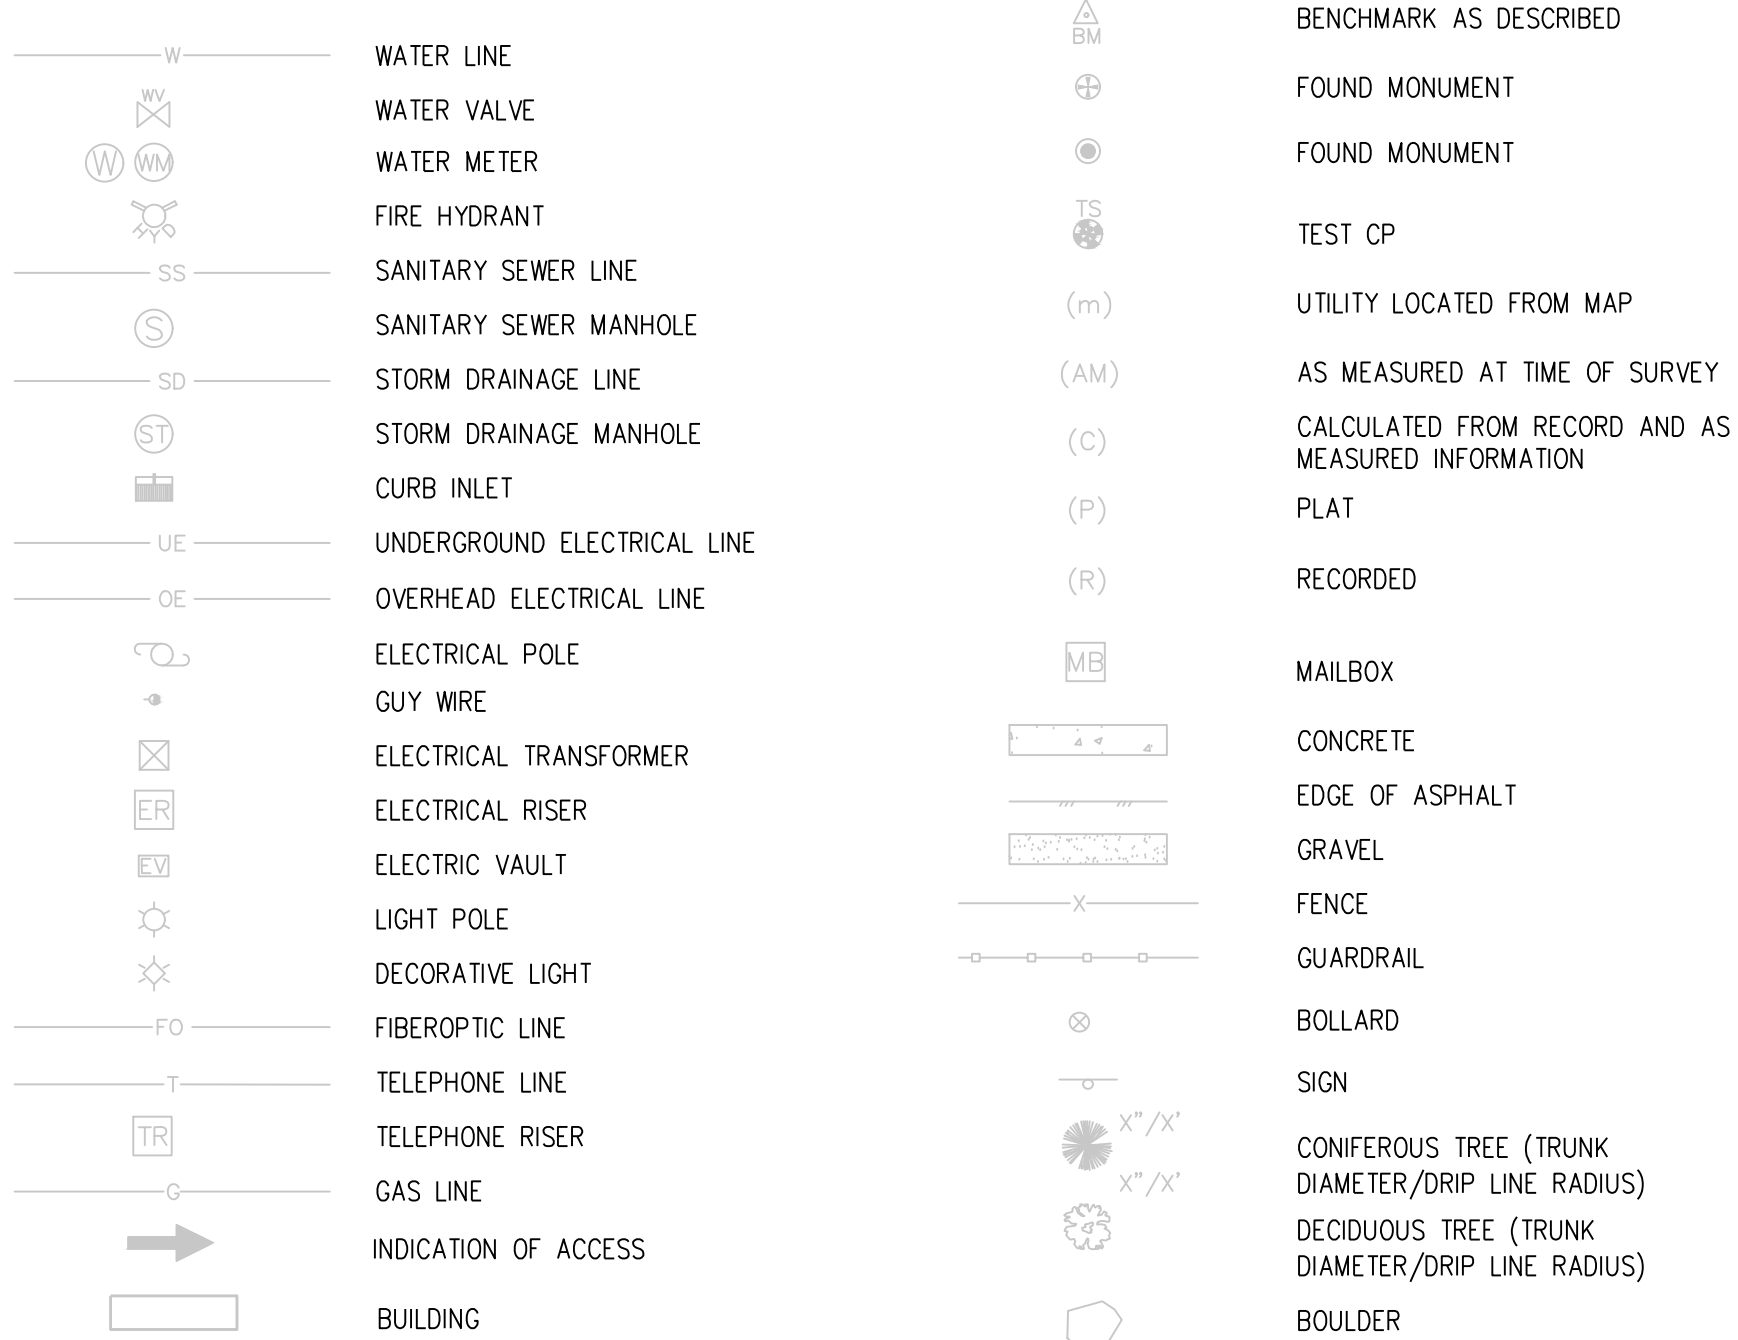 W WATER LINE
WV
WATER VALVE
W WM WATER METER
HYD FIRE HYDRANT
SS SANITARY SEWER LINE
S SANITARY SEWER MANHOLE
SD STORM DRAINAGE LINE
ST STORM DRAINAGE MANHOLE
CURB INLET
UE UNDERGROUND ELECTRICAL LINE
OE OVERHEAD ELECTRICAL LINE
ELECTRICAL POLE
GUY WIRE
ELECTRICAL TRANSFORMER
ER ELECTRICAL RISER
EV ELECTRIC VAULT
LIGHT POLE
DECORATIVE LIGHT
FO FIBEROPTIC LINE
T TELEPHONE LINE
TR TELEPHONE RISER
G GAS LINE
INDICATION OF ACCESS
BUILDING
BENCHMARK AS DESCRIBED
BM
FOUND MONUMENT
FOUND MONUMENT
TS
TEST CP
(m) UTILITY LOCATED FROM MAP
(AM) AS MEASURED AT TIME OF SURVEY
(C) CALCULATED FROM RECORD AND AS
MEASURED INFORMATION
(P) PLAT
(R) RECORDED
MB MAILBOX
CONCRETE
EDGE OF ASPHALT
GRAVEL
X FENCE
GUARDRAIL
BOLLARD
SIGN
X"/X'
CONIFEROUS TREE (TRUNK
DIAMETER/DRIP LINE RADIUS)
X"/X'
DECIDUOUS TREE (TRUNK
DIAMETER/DRIP LINE RADIUS)
BOULDER